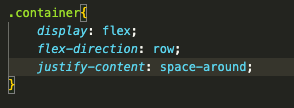 .container{
    display: flex;
    flex-direction: row;
    justify-content: space-around;
}